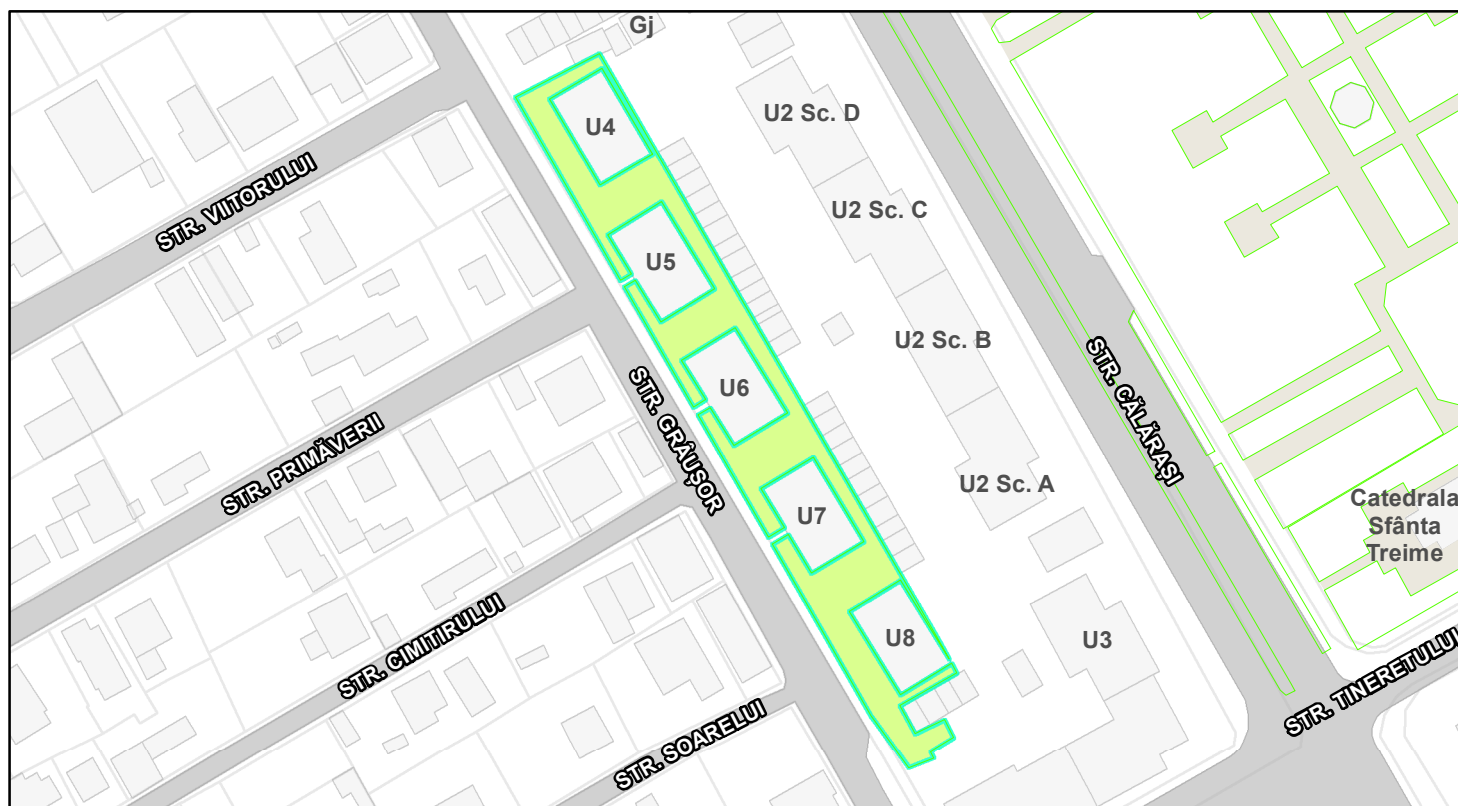 Gj
U4
U2 Sc. D
STR. VIITORULUI
U2 Sc. C
U5
U2 Sc. B
U6
STR. GRÂUȘOR
STR. CĂLĂRAȘI
STR. PRIMĂVERII
U2 Sc. A
U7
Catedrala
Sfânta
Treime
STR. CIMITIRULUI
U8
U3
STR. TINERETULUI
STR. SOARELUI